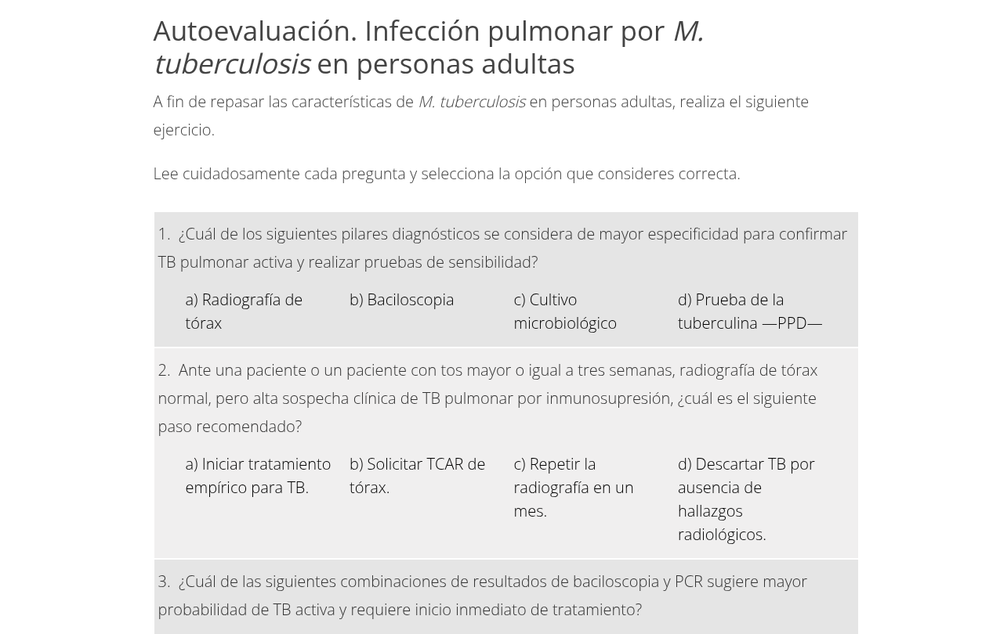 Autoevaluación. Infección pulmonar por M.
tuberculosis en personas adultas
A fin de repasar las características de M. tuberculosis en personas adultas, realiza el siguiente
ejercicio.
Lee cuidadosamente cada pregunta y selecciona la opción que consideres correcta.
1. ¿Cuál de los siguientes pilares diagnósticos se considera de mayor especificidad para confirmar
TB pulmonar activa y realizar pruebas de sensibilidad?
a) Radiografía de
tórax
b) Baciloscopia
c) Cultivo
microbiológico
d) Prueba de la
tuberculina —PPD—
2. Ante una paciente o un paciente con tos mayor o igual a tres semanas, radiografía de tórax
normal, pero alta sospecha clínica de TB pulmonar por inmunosupresión, ¿cuál es el siguiente
paso recomendado?
a) Iniciar tratamiento
empírico para TB.
b) Solicitar TCAR de
tórax.
c) Repetir la
radiografía en un
mes.
d) Descartar TB por
ausencia de
hallazgos
radiológicos.
3. ¿Cuál de las siguientes combinaciones de resultados de baciloscopia y PCR sugiere mayor
probabilidad de TB activa y requiere inicio inmediato de tratamiento?